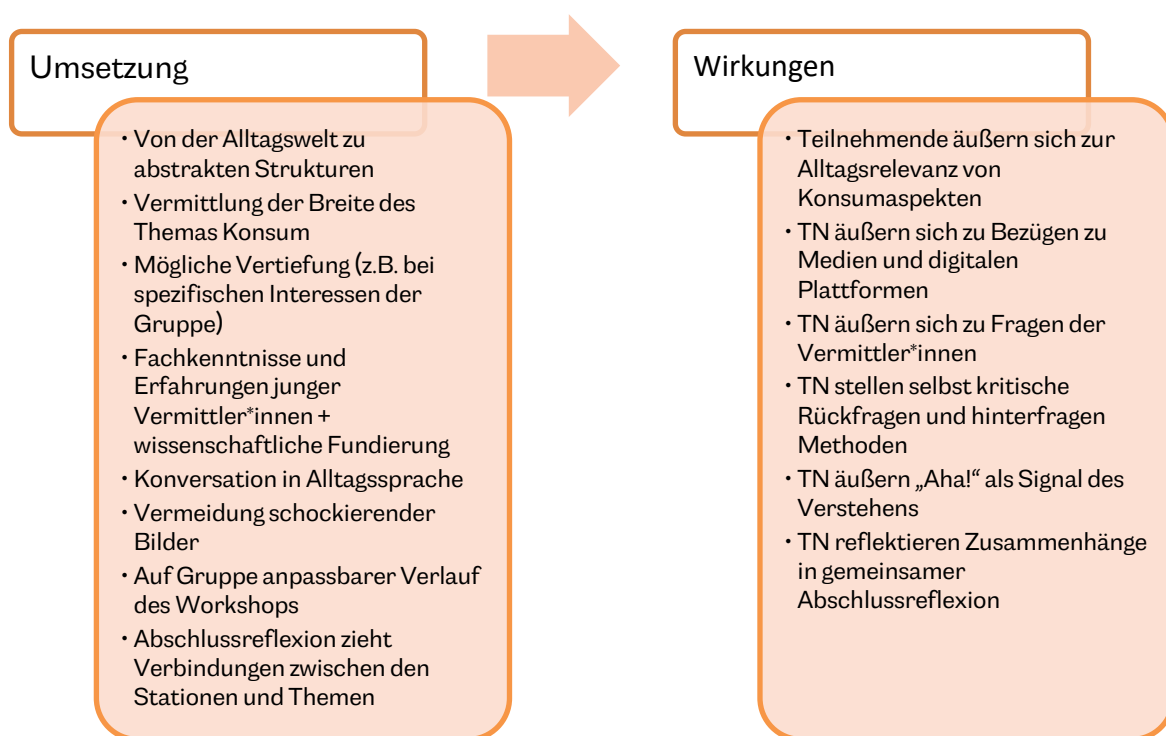 Umsetzung
• Von der Alltagswelt zu
abstrakten Strukturen
• Vermittlung der Breite des
Themas Konsum
• Mögliche Vertiefung (z.B. bei
spezifischen Interessen der
Gruppe)
• Fachkenntnisse und
Erfahrungen junger
Vermittler*innen +
wissenschaftliche Fundierung
• Konversation in Alltagssprache
• Vermeidung schockierender
Bilder
• Auf Gruppe anpassbarer Verlauf
des Workshops
• Abschlussreflexion zieht
Verbindungen zwischen den
Stationen und Themen
Wirkungen
• Teilnehmende äußern sich zur
Alltagsrelevanz von
Konsumaspekten
• TN äußern sich zu Bezügen zu
Medien und digitalen
Plattformen
• TN äußern sich zu Fragen der
Vermittler*innen
• TN stellen selbst kritische
Rückfragen und hinterfragen
Methoden
• TN äußern „Aha!“ als Signal des
Verstehens
• TN reflektieren Zusammenhänge
in gemeinsamer
Abschlussreflexion